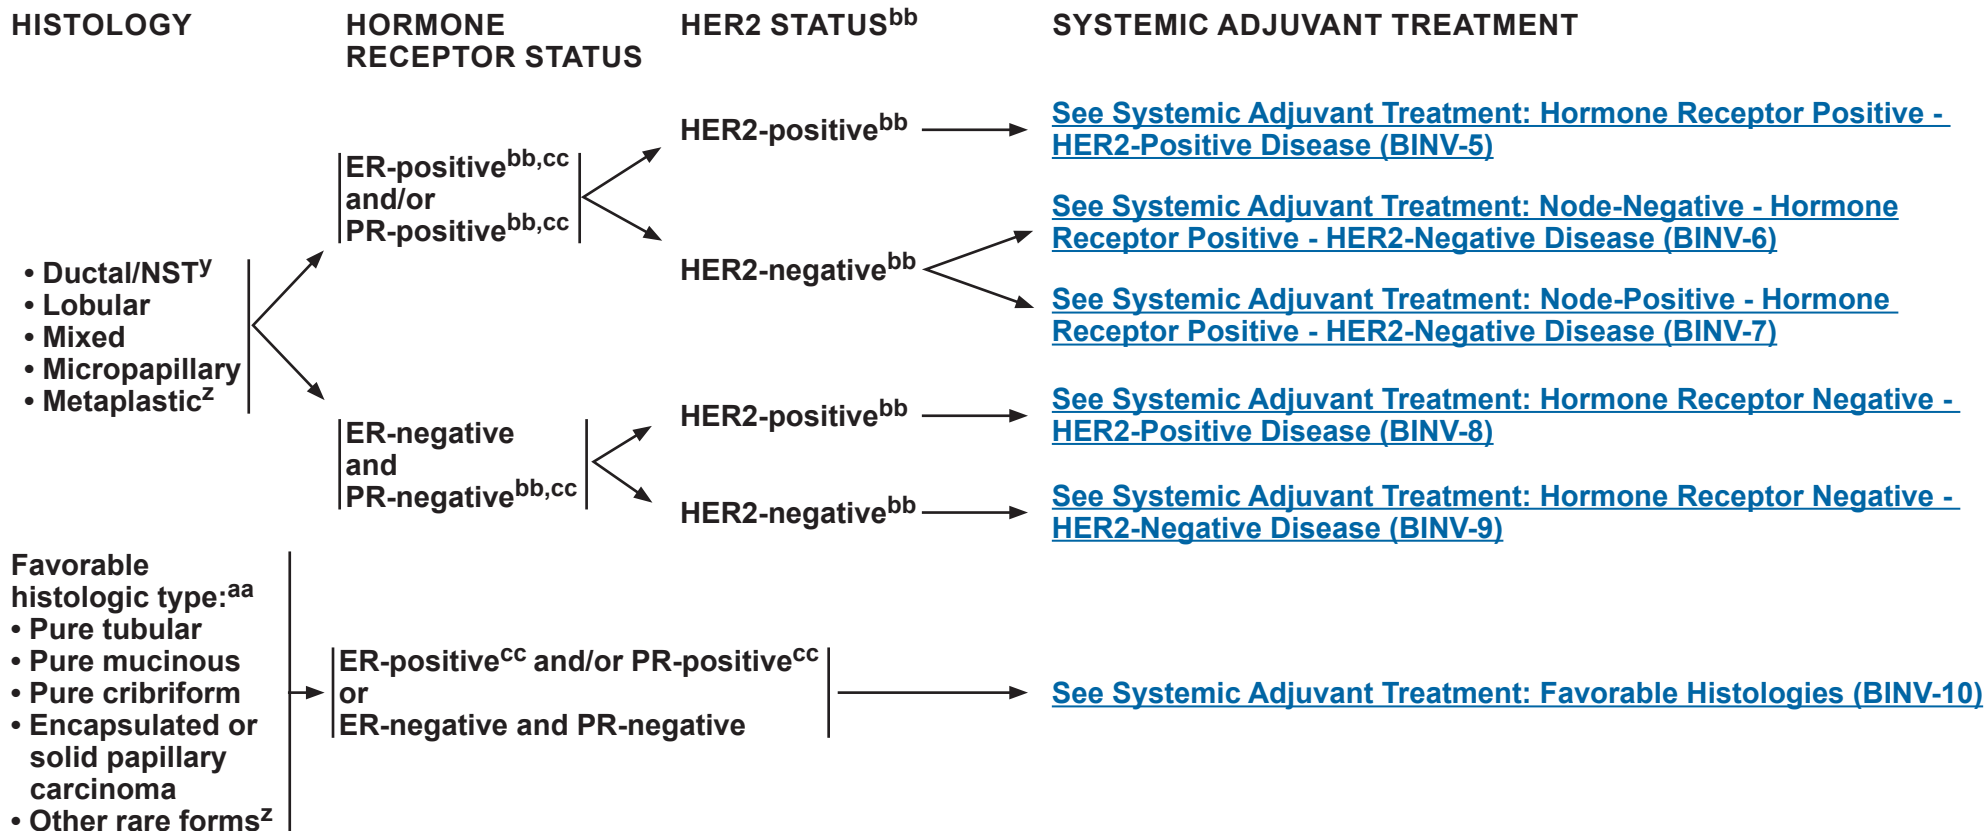 HISTOLOGY
HORMONE
RECEPTOR STATUS
HER2 STATUSbb
SYSTEMIC ADJUVANT TREATMENT
• Ductal/NSTy
• Lobular
• Mixed
• Micropapillary
• Metaplasticz
ER-positivebb,cc
and/or
PR-positivebb,cc
HER2-positivebb
See Systemic Adjuvant Treatment: Hormone Receptor Positive -
HER2-Positive Disease (BINV-5)
HER2-negativebb
See Systemic Adjuvant Treatment: Node-Negative - Hormone
Receptor Positive - HER2-Negative Disease (BINV-6)
See Systemic Adjuvant Treatment: Node-Positive - Hormone
Receptor Positive - HER2-Negative Disease (BINV-7)
ER-negative
and
PR-negativebb,cc
HER2-positivebb
See Systemic Adjuvant Treatment: Hormone Receptor Negative -
HER2-Positive Disease (BINV-8)
HER2-negativebb
See Systemic Adjuvant Treatment: Hormone Receptor Negative -
HER2-Negative Disease (BINV-9)
Favorable
histologic type:aa
• Pure tubular
• Pure mucinous
• Pure cribriform
• Encapsulated or
solid papillary
carcinoma
• Other rare formsz
ER-positivecc and/or PR-positivecc
or
ER-negative and PR-negative
See Systemic Adjuvant Treatment: Favorable Histologies (BINV-10)